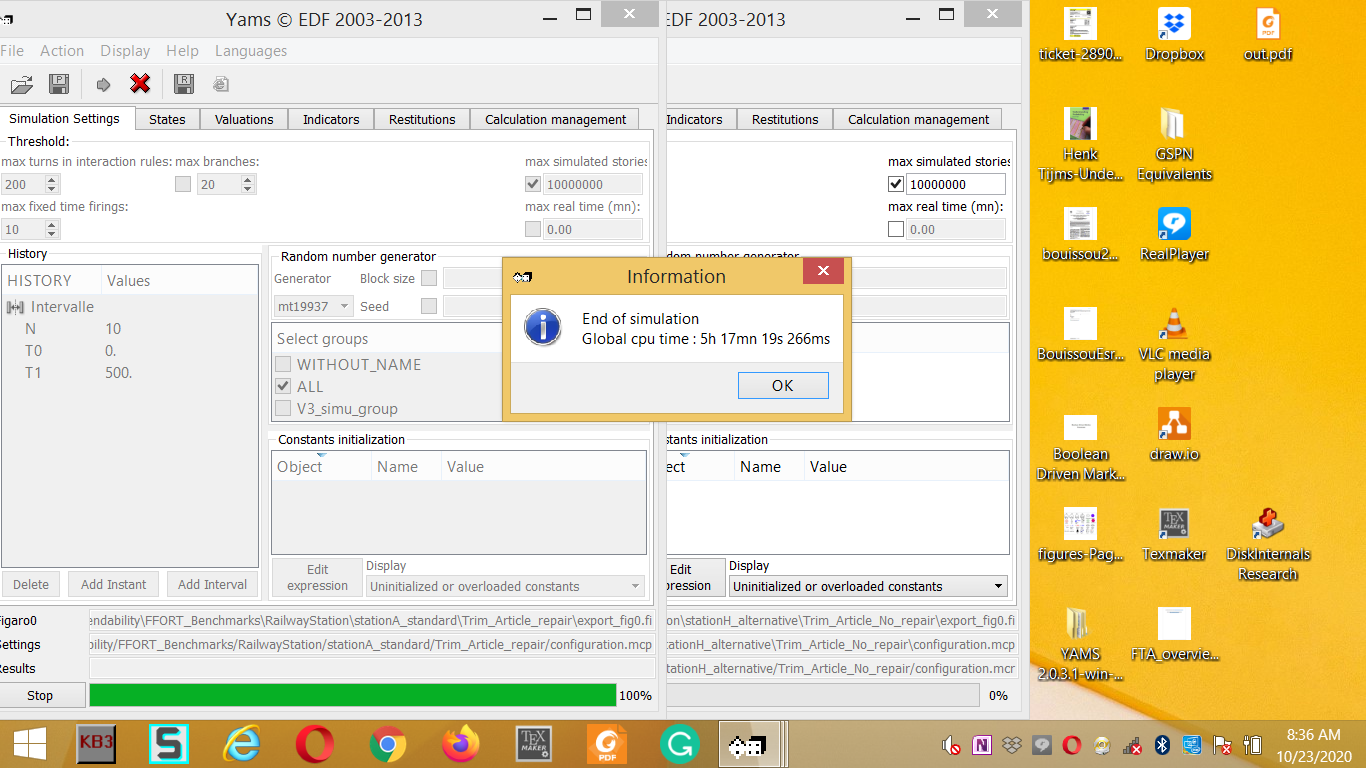 Yams © EDF 2003-2013
File Action Display Help Languages
Simulation Settings States Valuations Indicators Restitutions Calculation management
Threshold:
max turns in interaction rules: max branches: max simulated stories
200 20 10000000
max fixed time firings: max real time (mn):
10 0.00
History
HISTORY Values
Intervalle
N 10
T0 0.
T1 500.
Delete Add Instant Add Interval
Random number generator
Generator Block size
mt19937 Seed
Select groups
WITHOUT_NAME
ALL
V3_simu_group
Constants initialization
Object Name Value
Edit expression
Display
Uninitialized or overloaded constants
Figaro0 endability\FFORT_Benchmarks\RailwayStation\stationA_standard\Trim_Article_repair\export_fig0.fi
Settings bility/FFORT_Benchmarks/RailwayStation/stationA_standard/Trim_Article_repair/configuration.mcp
Results
Stop 100%
EDF 2003-2013
Indicators Restitutions Calculation management
max simulated stories
10000000
max real time (mn):
0.00
dom number generator
stants initialization
ect Name Value
Edit
pression
Display
Uninitialized or overloaded constants
on\stationH_alternative\Trim_Article_No_repair\export_fig0.fi
stationH_alternative\Trim_Article_No_repair\configuration.mcp
stationH_alternative/Trim_Article_No_repair/configuration.mcr
0%
Information
End of simulation
Global cpu time : 5h 17mn 19s 266ms
OK
ticket-2890... Dropbox out.pdf
Henk Tijms-Unde... GSPN Equivalents
bouissou2... RealPlayer
BouissouEsr... VLC media player
Boolean Driven Mark... draw.io
figures-Pag... Texmaker DiskInternals Research
YAMS 2.0.3.1-win-... FTA_overvie...
KB3
TEX MAKER
PDF
8:36 AM
10/23/2020